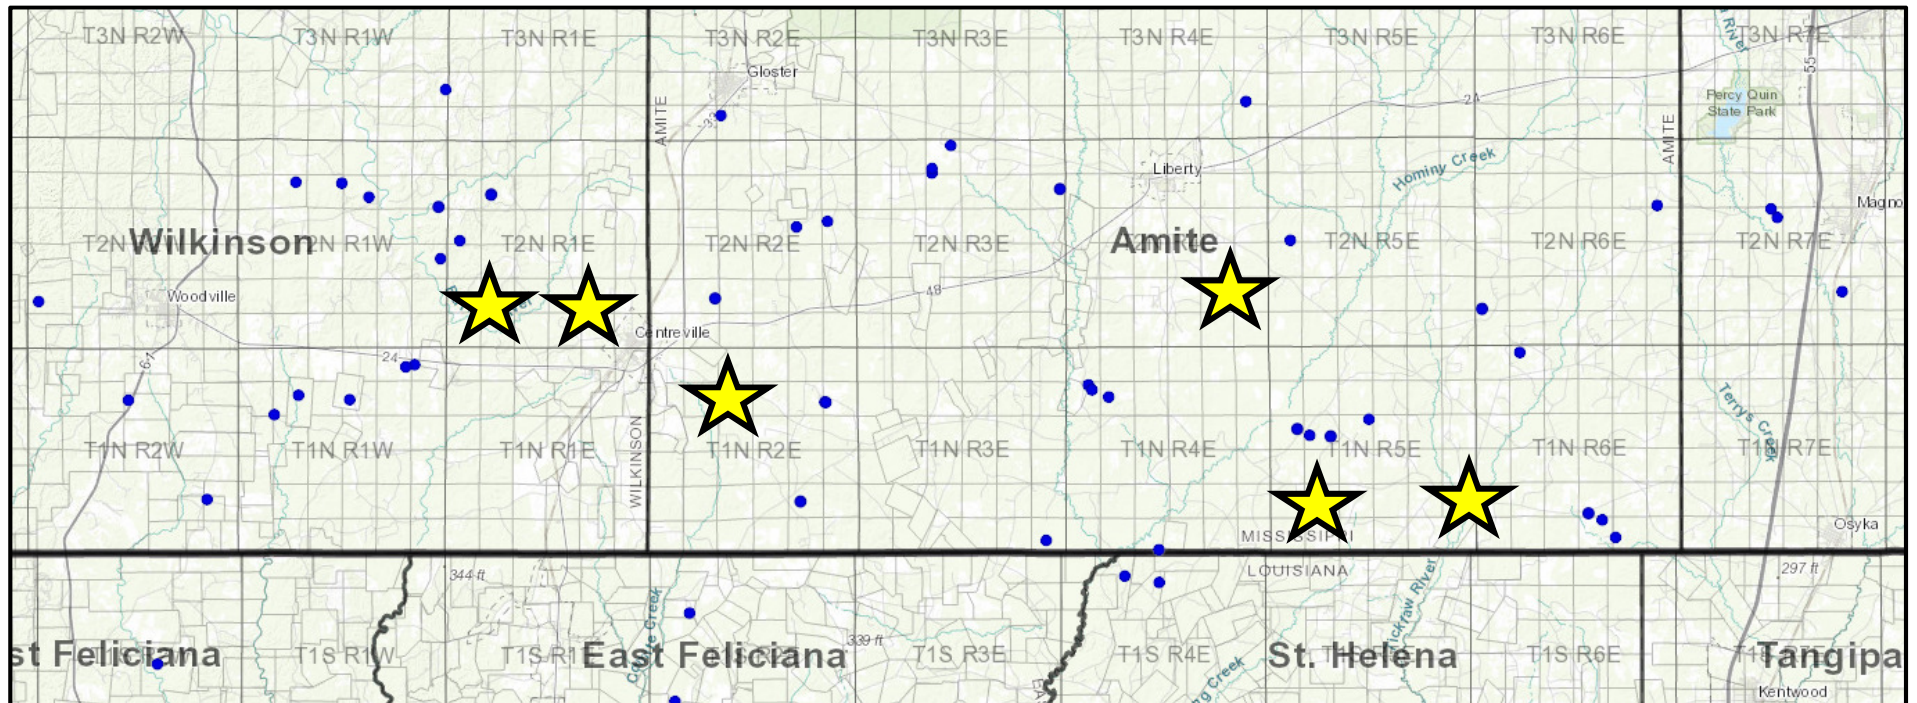 T3N R2W
T3N R1W
T3N R1E
T3N R2E
T3N R3E
T3N R4E
T3N R5E
T3N R6E
T3N R7E
River
Gloster
55
33
24
Percy Quin
State Park
AMITE
AMITE
Liberty
Hominy Creek
Magno
Wilkinson
T2N R1W
T2N R1E
T2N R2E
T2N R3E
Amite
T2N R5E
T2N R6E
T2N R7E
Woodville
48
Centreville
24
61
Terrys Creek
T1N R2W
T1N R1W
T1N R1E
WILKINSON
T1N R2E
T1N R3E
T1N R4E
T1N R5E
T1N R6E
T1N R7E
Osyka
MISSISSIPPI
LOUISIANA
344 ft
297 ft
339 ft
st Feliciana
T1S R1W
East Feliciana
T1S R3E
T1S R4E
St. Helena
T1S R6E
Tangipa
Kentwood